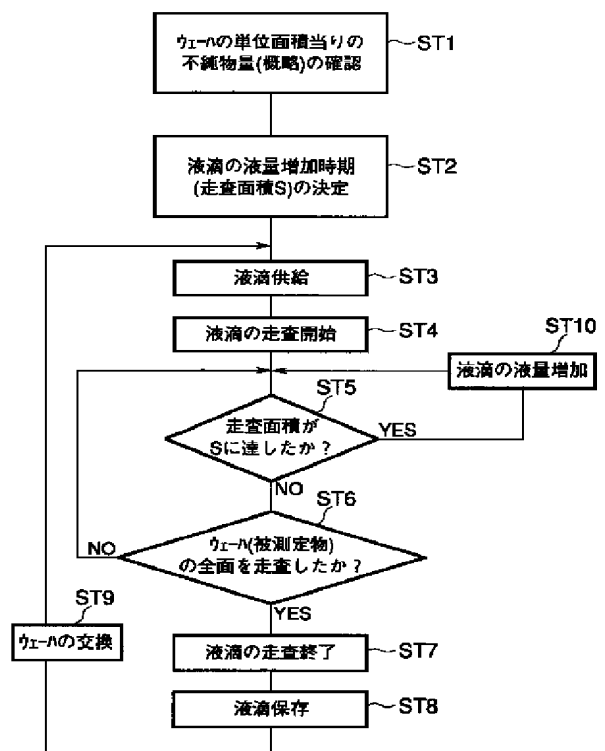 ウェーハの単位面積当りの
不純物量(概略)の確認
ST1
液滴の液量増加時期
(走査面積S)の決定
ST2
液滴供給
ST3
液滴の走査開始
ST4
ST10
液滴の液量増加
ST5
走査面積が
Sに達したか?
YES
NO
ST6
ウェーハ(被測定物)
の全面を走査したか?
NO
YES
ST9
ウェーハの交換
液滴の走査終了
ST7
液滴保存
ST8